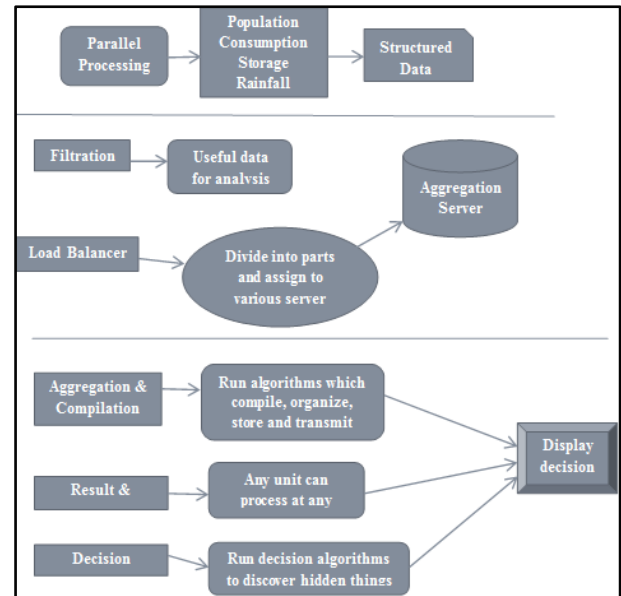 Parallel
Processing
Population
Consumption
Storage
Rainfall
Structured
Data
Filtration
Useful data
for analysis
Aggregation
Server
Load Balancer
Divide into parts
and assign to
various server
Aggregation &
Compilation
Run algorithms which
compile, organize,
store and transmit
Display
decision
Result &
Any unit can
process at any
Decision
Run decision algorithms
to discover hidden things